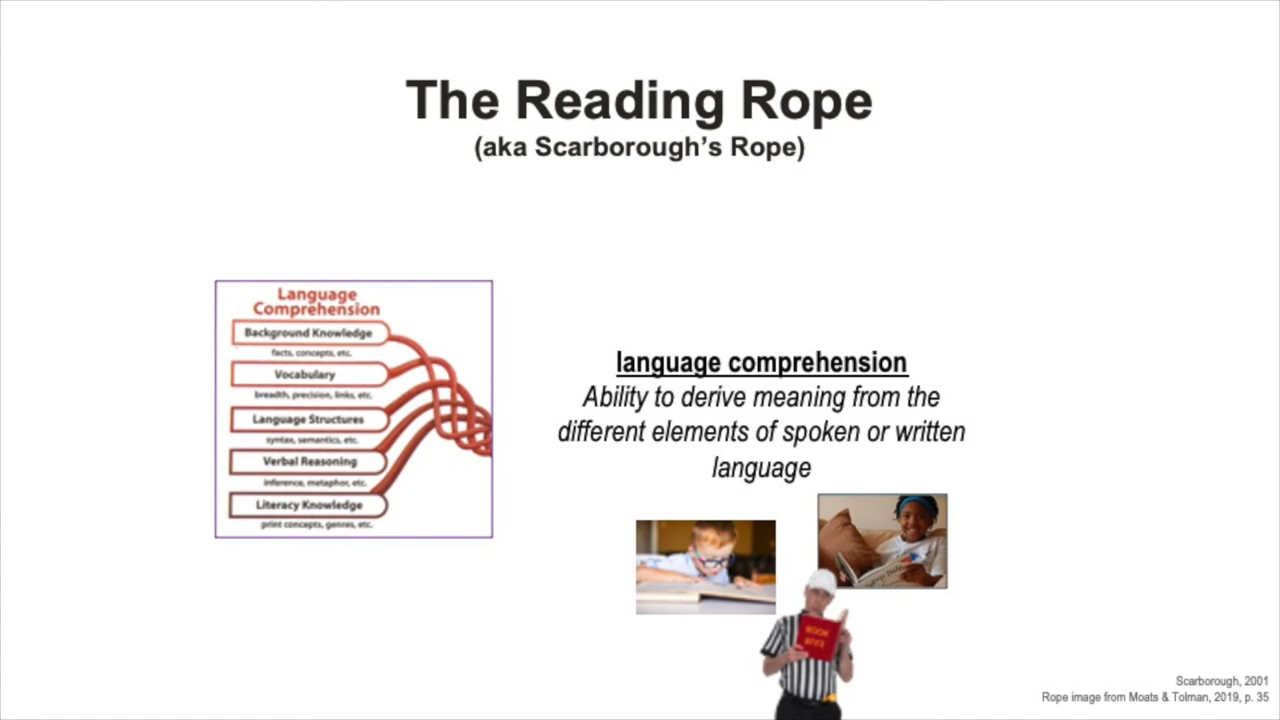 The Reading Rope
(aka Scarborough’s Rope)
Language
Comprehension
Background Knowledge
facts, concepts, etc.
Vocabulary
breadth, precision, links, etc.
Language Structures
syntax, semantics, etc.
Verbal Reasoning
inference, metaphor, etc.
Literacy Knowledge
print concepts, genres, etc.
language comprehension
Ability to derive meaning from the
different elements of spoken or written
language
Scarborough, 2001
Rope image from Moats & Tolman, 2019, p. 35